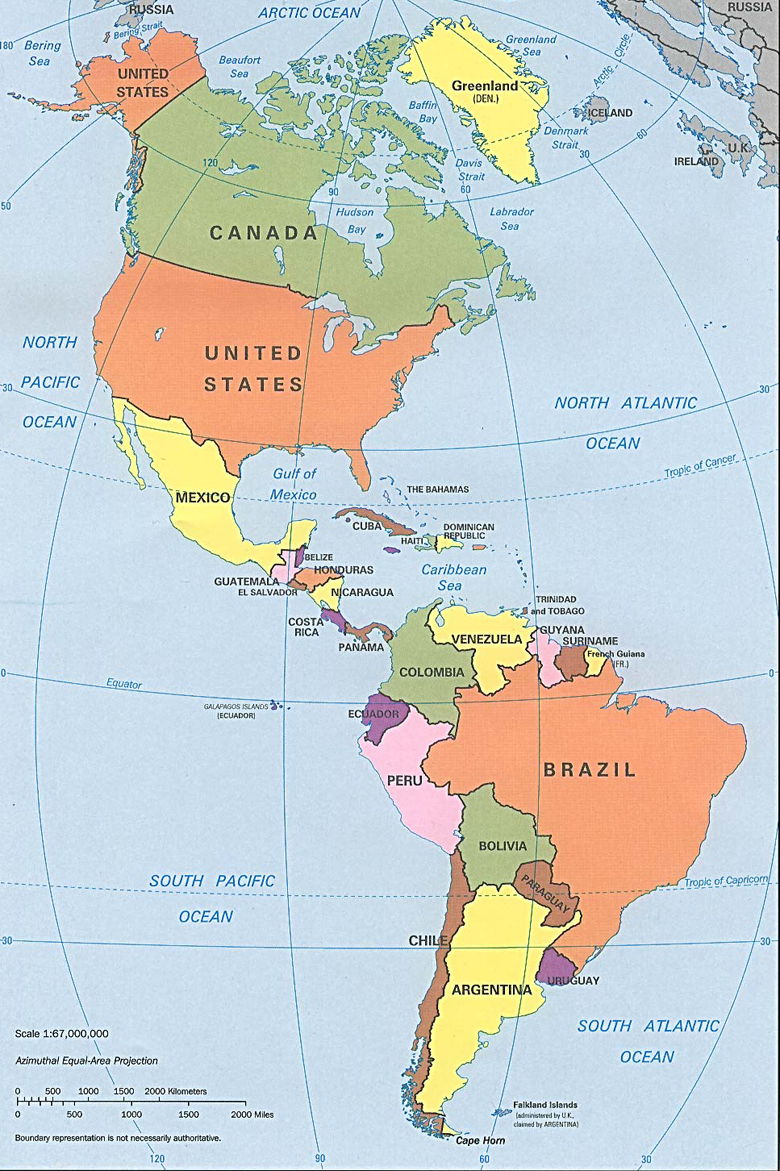 RUSSIA
ARCTIC OCEAN
RUSSIA
Bering Strait
180
Bering
Sea
Beaufort
Sea
Greenland
Sea
Arctic Circle
UNITED
STATES
Greenland
(DEN.)
Baffin
Bay
ICELAND
Denmark
Strait
60
U.K.
IRELAND
30
0
120
90
Davis
Strait
60
50
Hudson
Bay
Labrador
Sea
CANADA
NORTH
PACIFIC
OCEAN
UNITED
STATES
30
30
NORTH ATLANTIC
OCEAN
Tropic of Cancer
Gulf of
Mexico
MEXICO
THE BAHAMAS
CUBA
HAITI
DOMINICAN
REPUBLIC
BELIZE
HONDURAS
GUATEMALA
EL SALVADOR
NICARAGUA
Caribbean
Sea
COSTA
RICA
PANAMA
TRINIDAD
and TOBAGO
VENEZUELA
GUYANA
SURINAME
French Guiana
(FR.)
COLOMBIA
0
0
Equator
GALAPAGOS ISLANDS
(ECUADOR)
ECUADOR
PERU
BRAZIL
BOLIVIA
SOUTH PACIFIC
OCEAN
PARAGUAY
Tropic of Capricorn
30
30
CHILE
ARGENTINA
URUGUAY
SOUTH ATLANTIC
OCEAN
Scale 1:67,000,000
Azimuthal Equal-Area Projection
0 500 1000 1500 2000 Kilometers
0 500 1000 1500 2000 Miles
Boundary representation is not necessarily authoritative.
Falkland Islands
(administered by U.K.,
claimed by ARGENTINA)
Cape Horn
120
90
60
30